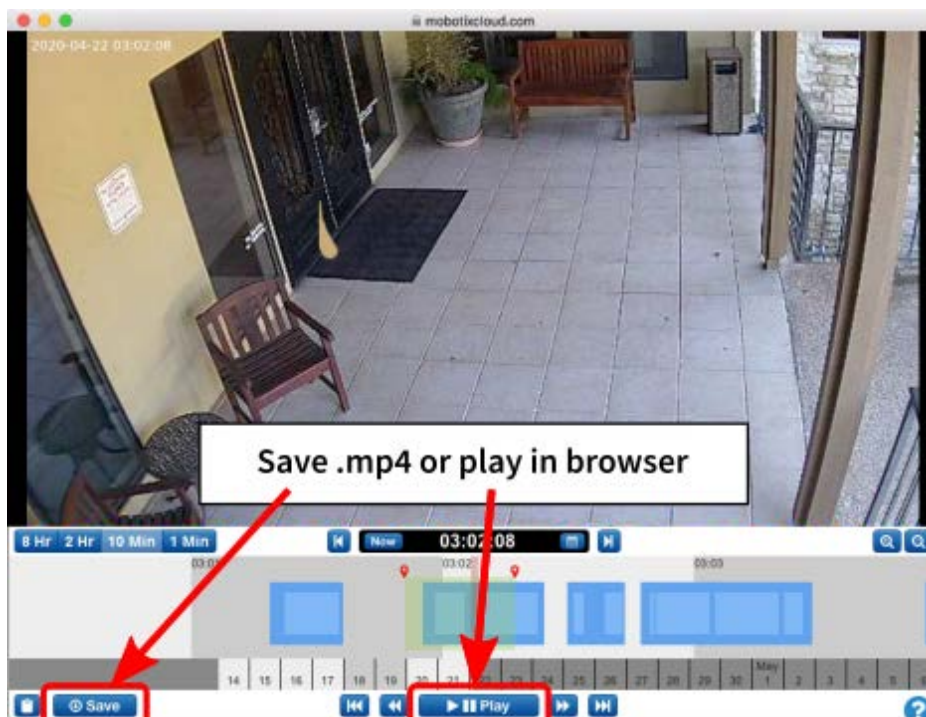 mobotixcloud.com
2020-04-22 03:02:08
Save .mp4 or play in browser
8 Hr 2 Hr 10 Min 1 Min
Now 03:02:08
03:02 03:03
May
14 15 16 17 18 19 20 21 22 23 24 25 26 27 28 29 30 1 2 3 4 5
Save
Play
?